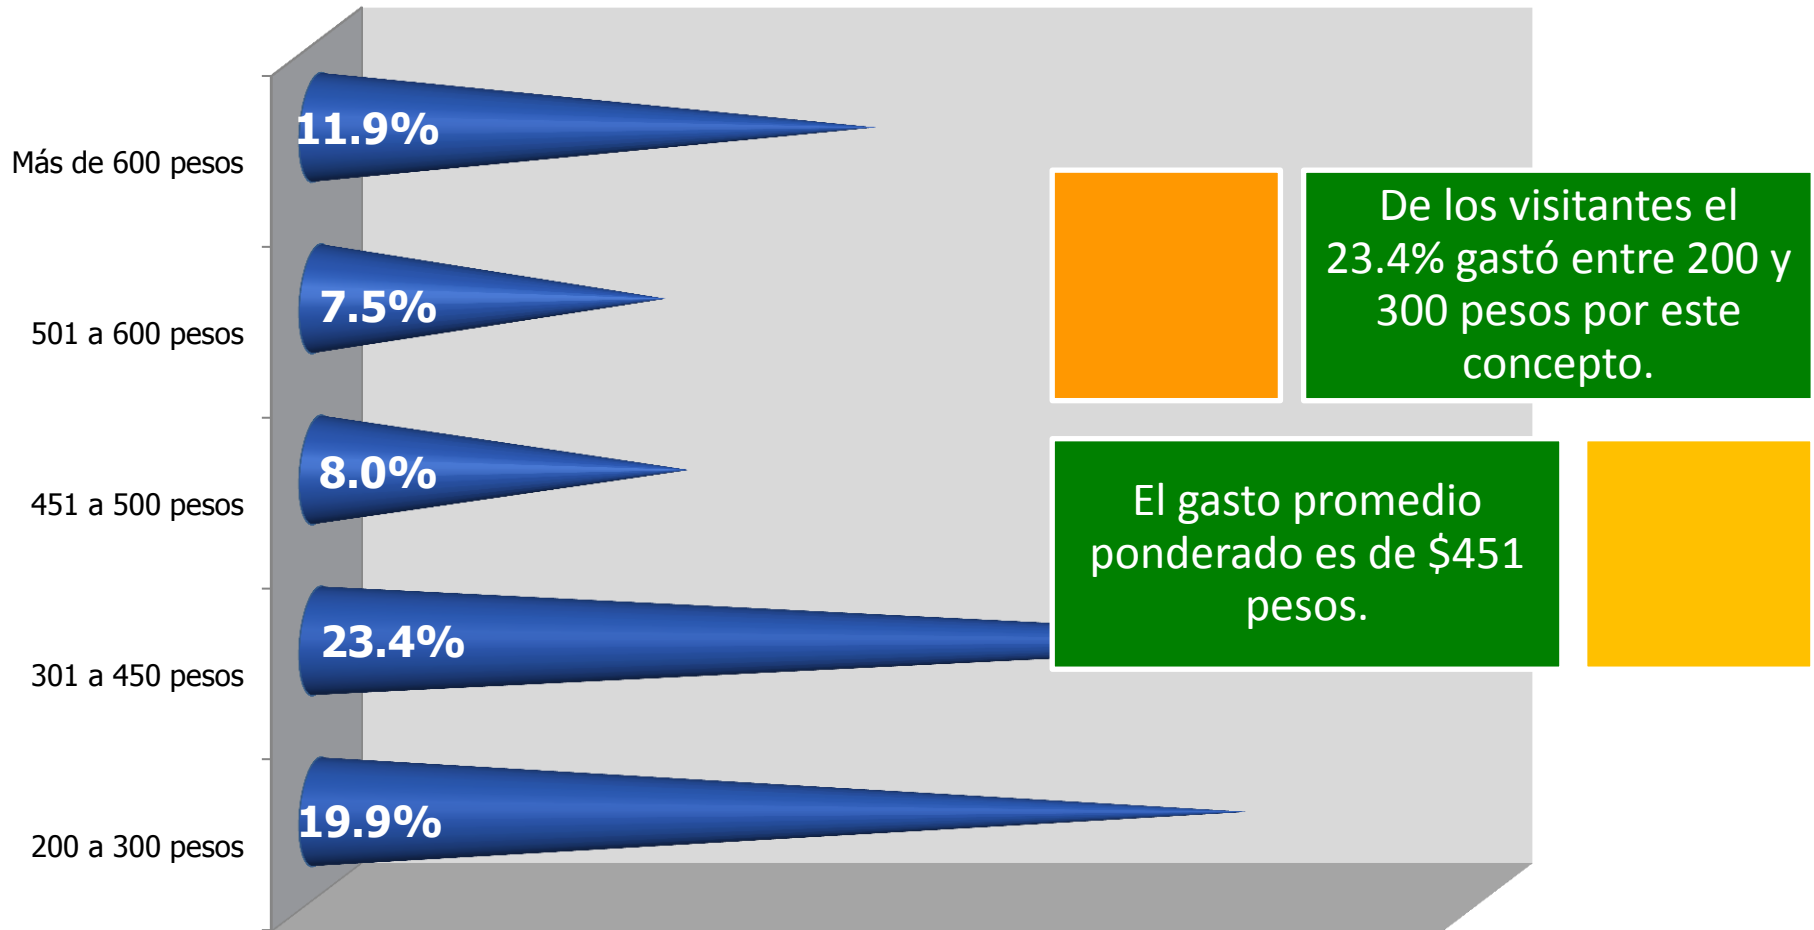 Más de 600 pesos
11.9%
501 a 600 pesos
7.5%
451 a 500 pesos
8.0%
301 a 450 pesos
23.4%
200 a 300 pesos
19.9%
De los visitantes el
23.4% gastó entre 200 y
300 pesos por este
concepto.
El gasto promedio
ponderado es de $451
pesos.